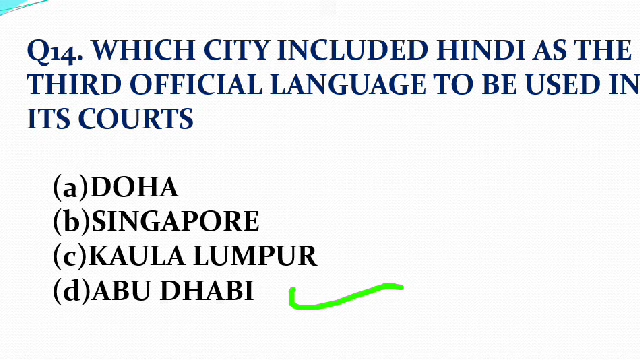 Q14. WHICH CITY INCLUDED HINDI AS THE
THIRD OFFICIAL LANGUAGE TO BE USED IN
ITS COURTS
(a)DOHA
(b)SINGAPORE
(c)KAULA LUMPUR
(d)ABU DHABI